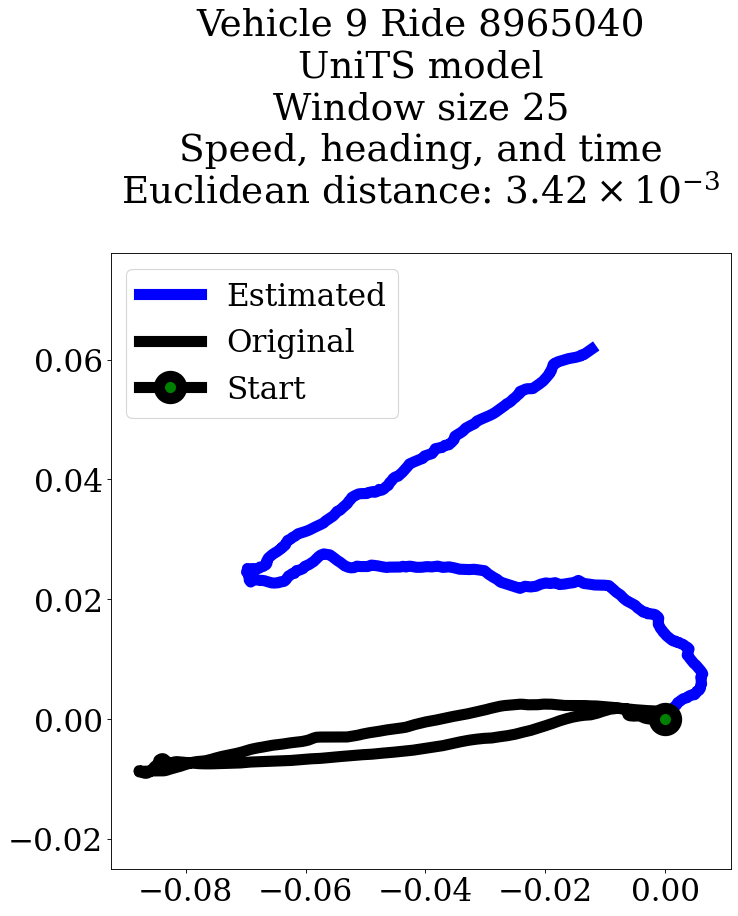 Vehicle 9 Ride 8965040
UniTS model
Window size 25
Speed, heading, and time
Euclidean distance: 3.42 × 10⁻³
Estimated
Original
Start
0.06
0.04
0.02
0.00
−0.02
−0.08 −0.06 −0.04 −0.02 0.00